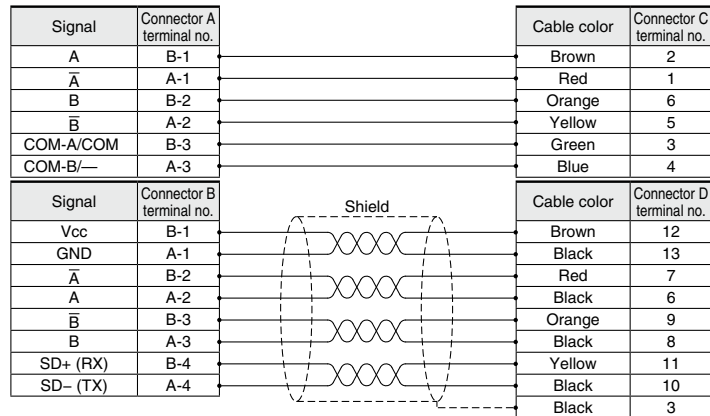 Signal Connector A terminal no. Cable color Connector C terminal no.
A B-1 Brown 2
A̅ A-1 Red 1
B B-2 Orange 6
B̅ A-2 Yellow 5
COM-A/COM B-3 Green 3
COM-B/— A-3 Blue 4
Signal Connector B terminal no. Shield Cable color Connector D terminal no.
Vcc B-1 Brown 12
GND A-1 Black 13
A̅ B-2 Red 7
A A-2 Black 6
B̅ B-3 Orange 9
B A-3 Black 8
SD+ (RX) B-4 Yellow 11
SD− (TX) A-4 Black 10
Black 3